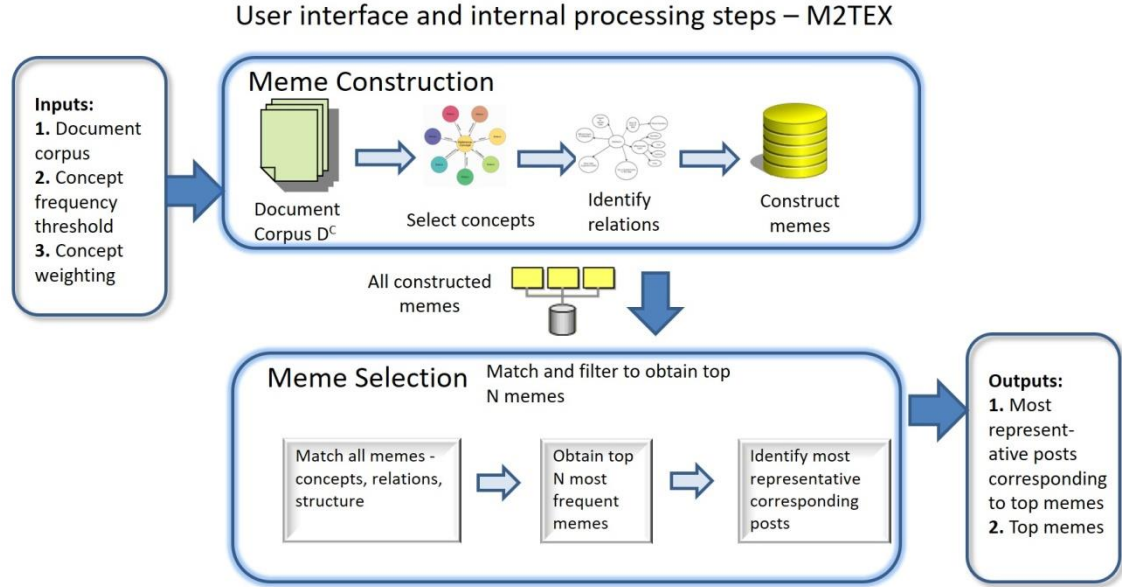 User interface and internal processing steps – M2TEX
Inputs:
1. Document
corpus
2. Concept
frequency
threshold
3. Concept
weighting
Meme Construction
Document
Corpus Dᶜ
Select concepts
Identify
relations
Construct
memes
All constructed
memes
Meme Selection
Match and filter to obtain top
N memes
Match all memes -
concepts, relations,
structure
Obtain top
N most
frequent
memes
Identify most
representative
corresponding
posts
Outputs:
1. Most
represent-
ative posts
corresponding
to top memes
2. Top memes